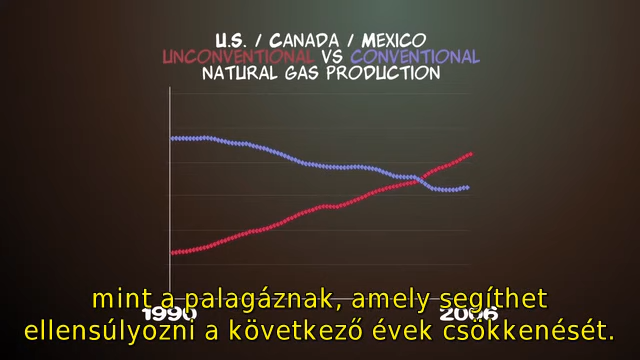 U.S. / CANADA / MEXICO
UNCONVENTIONAL VS CONVENTIONAL
NATURAL GAS PRODUCTION
1990 2006
mint a palagáznak, amely segíthet
ellensúlyozni a következő évek csökkenését.